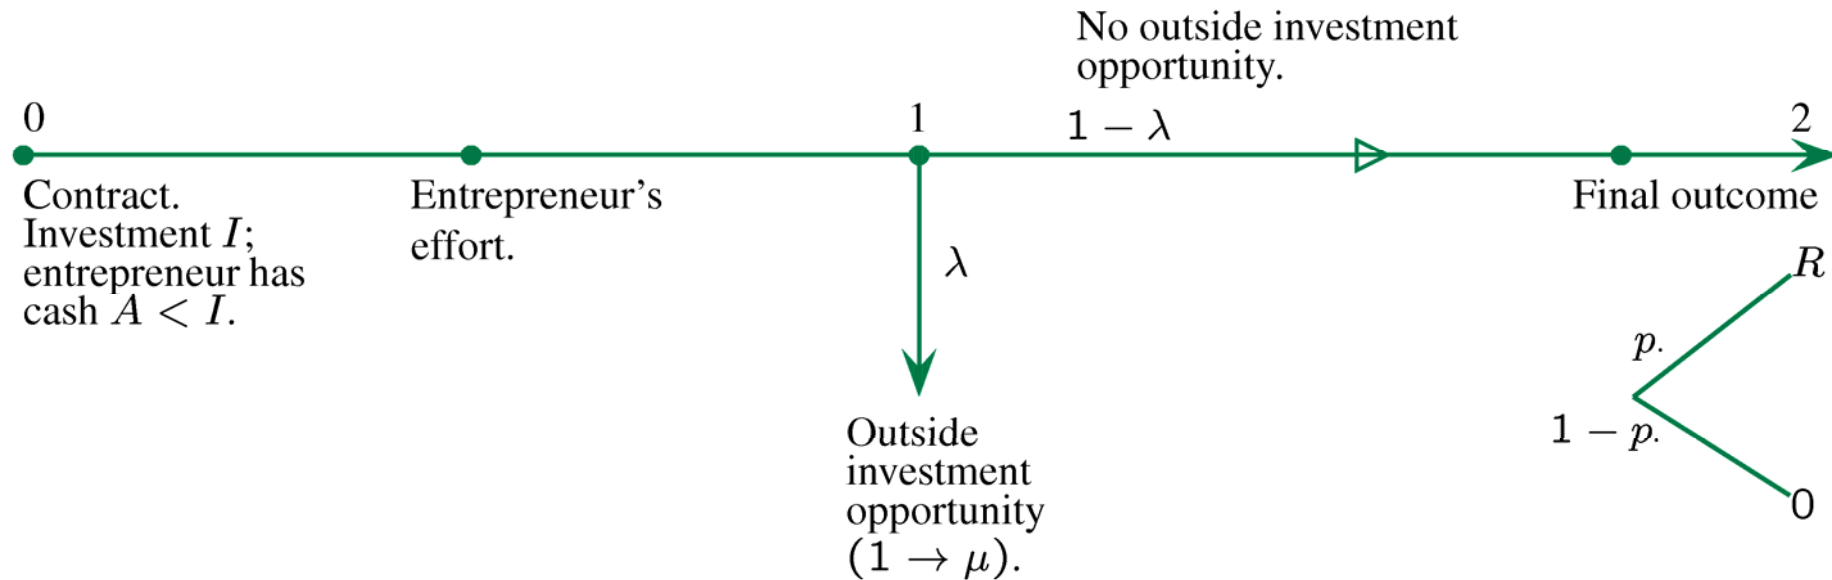 No outside investment
opportunity.
0
1
1 − λ
2
Contract.
Investment I;
entrepreneur has
cash A < I.
Entrepreneur's
effort.
Final outcome
λ
R
p.
1 − p.
0
Outside
investment
opportunity
(1 → μ).